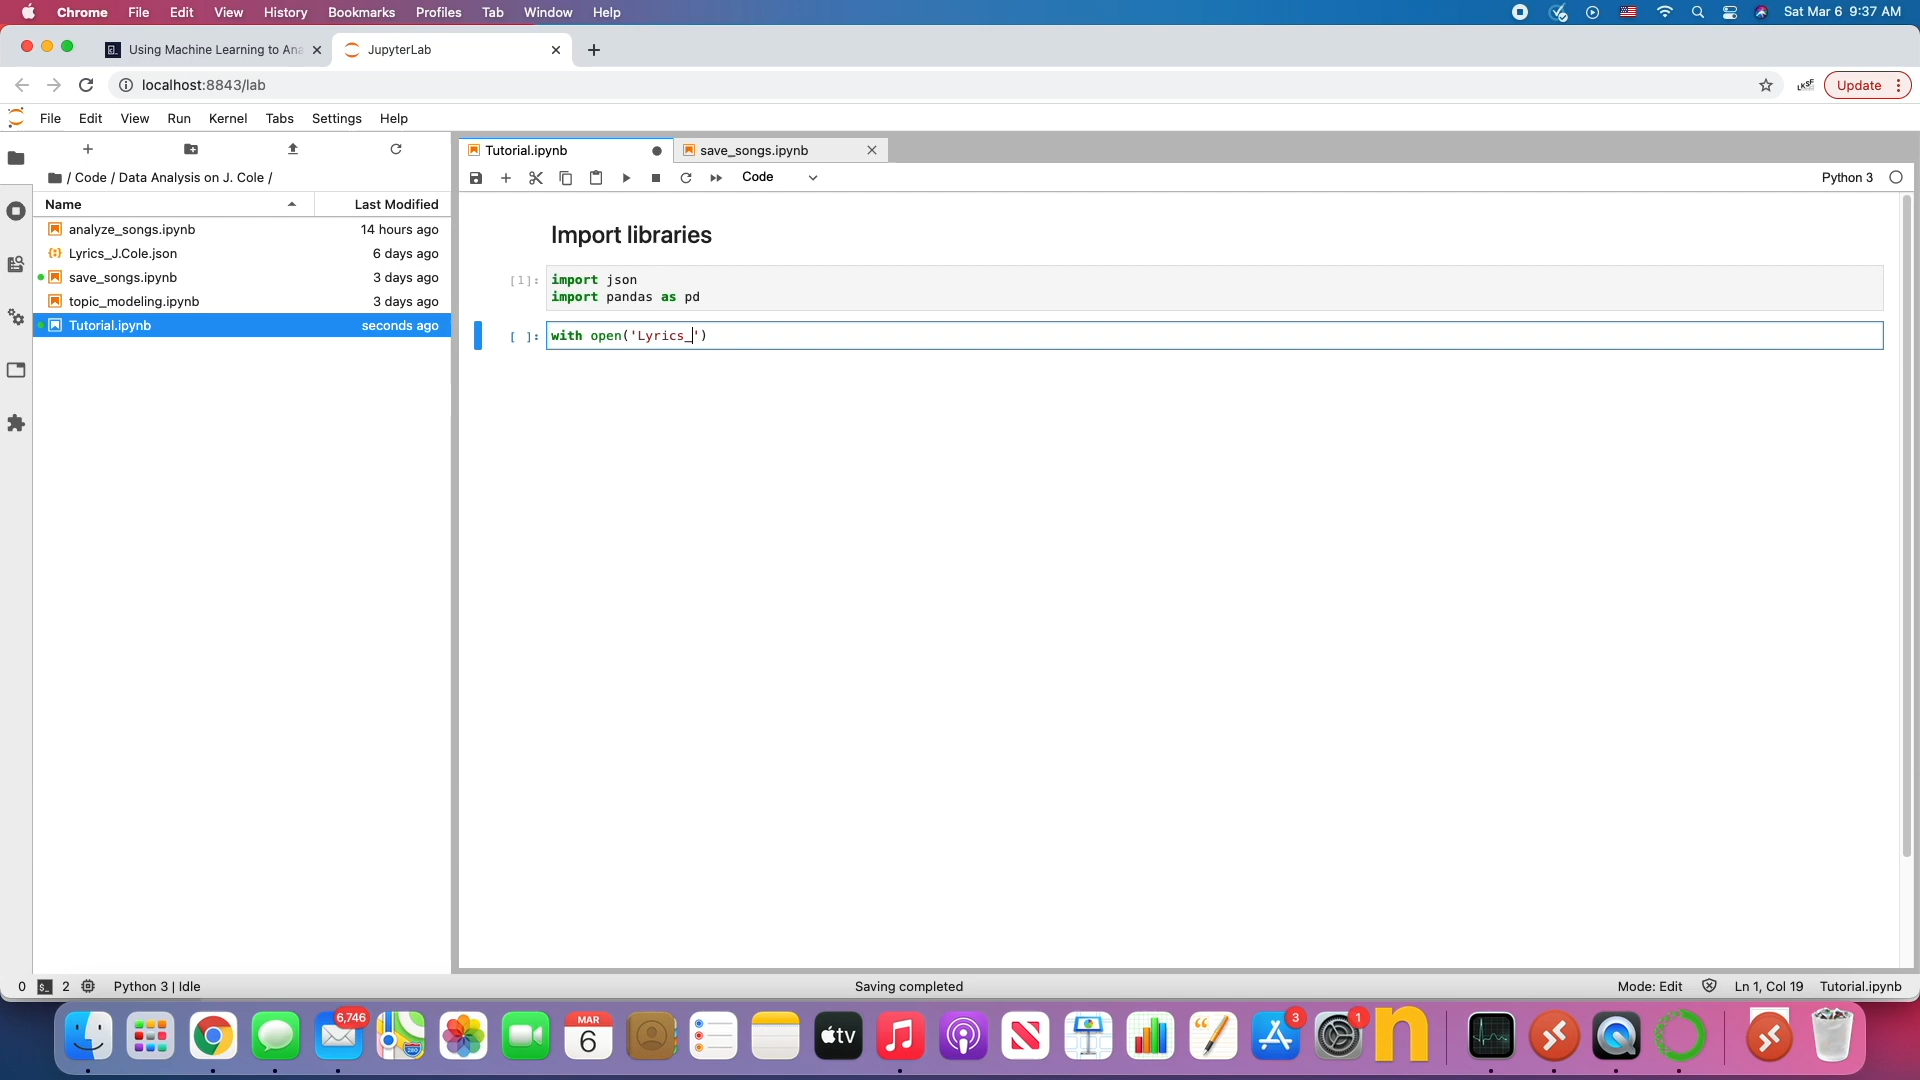 Chrome File Edit View History Bookmarks Profiles Tab Window Help Sat Mar 6 9:37 AM
Using Machine Learning to Ana JupyterLab
localhost:8843/lab Update
File Edit View Run Kernel Tabs Settings Help
Tutorial.ipynb save_songs.ipynb
/ Code / Data Analysis on J. Cole /
Code Python 3
Name Last Modified
analyze_songs.ipynb 14 hours ago
Lyrics_J.Cole.json 6 days ago
save_songs.ipynb 3 days ago
topic_modeling.ipynb 3 days ago
Tutorial.ipynb seconds ago
Import libraries
[1]: import json
import pandas as pd
[ ]: with open('Lyrics_')
0 $_ 2 Python 3 | Idle Saving completed Mode: Edit Ln 1, Col 19 Tutorial.ipynb
6,746 280 MAR 6 tv 3 1 n